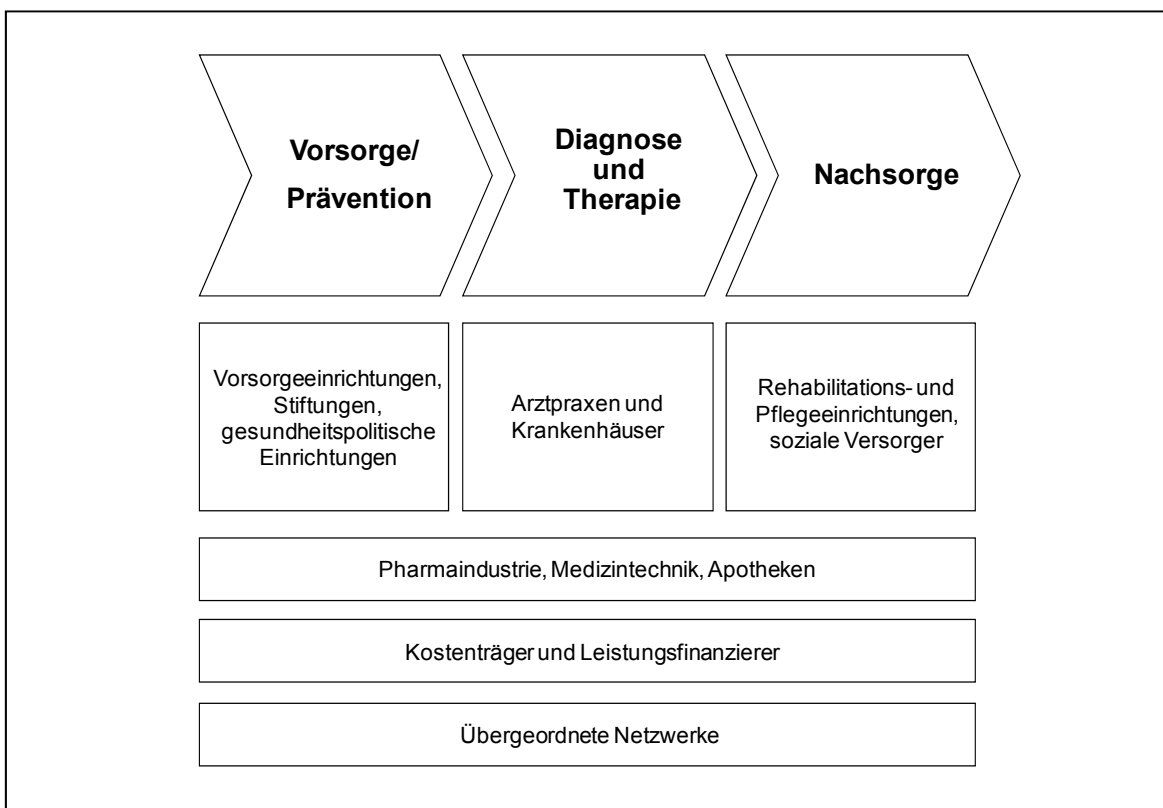 Vorsorge/
Prävention
Diagnose
und
Therapie
Nachsorge
Vorsorgeeinrichtungen,
Stiftungen,
gesundheitspolitische
Einrichtungen
Arztpraxen und
Krankenhäuser
Rehabilitations- und
Pflegeeinrichtungen,
soziale Versorger
Pharmaindustrie, Medizintechnik, Apotheken
Kostenträger und Leistungsfinanzierer
Übergeordnete Netzwerke